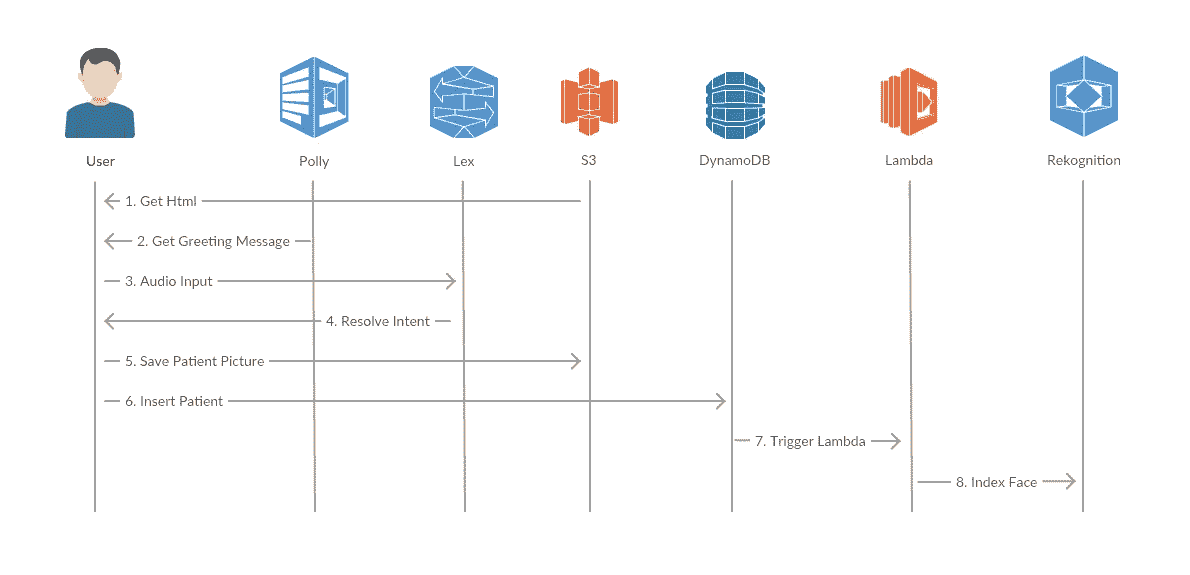 User
Polly
Lex
S3
DynamoDB
Lambda
Rekognition
1. Get Html
2. Get Greeting Message
3. Audio Input
4. Resolve Intent
5. Save Patient Picture
6. Insert Patient
7. Trigger Lambda
8. Index Face